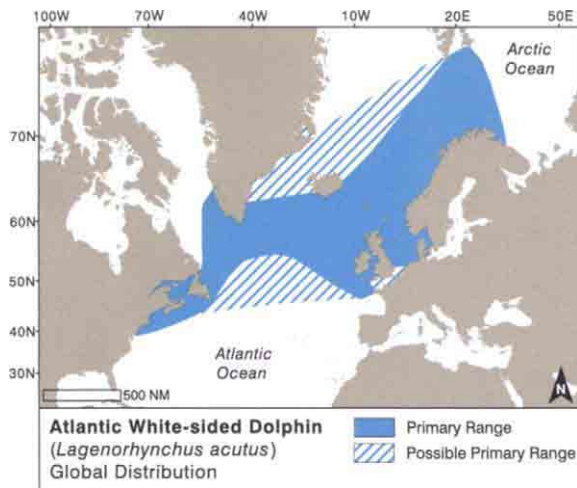 100W 70W 40W 10W 20E 50E
Arctic
Ocean
70N
60N
50N
40N
30N
Atlantic
Ocean
500 NM
N
Atlantic White-sided Dolphin
(Lagenorhynchus acutus)
Global Distribution
Primary Range
Possible Primary Range